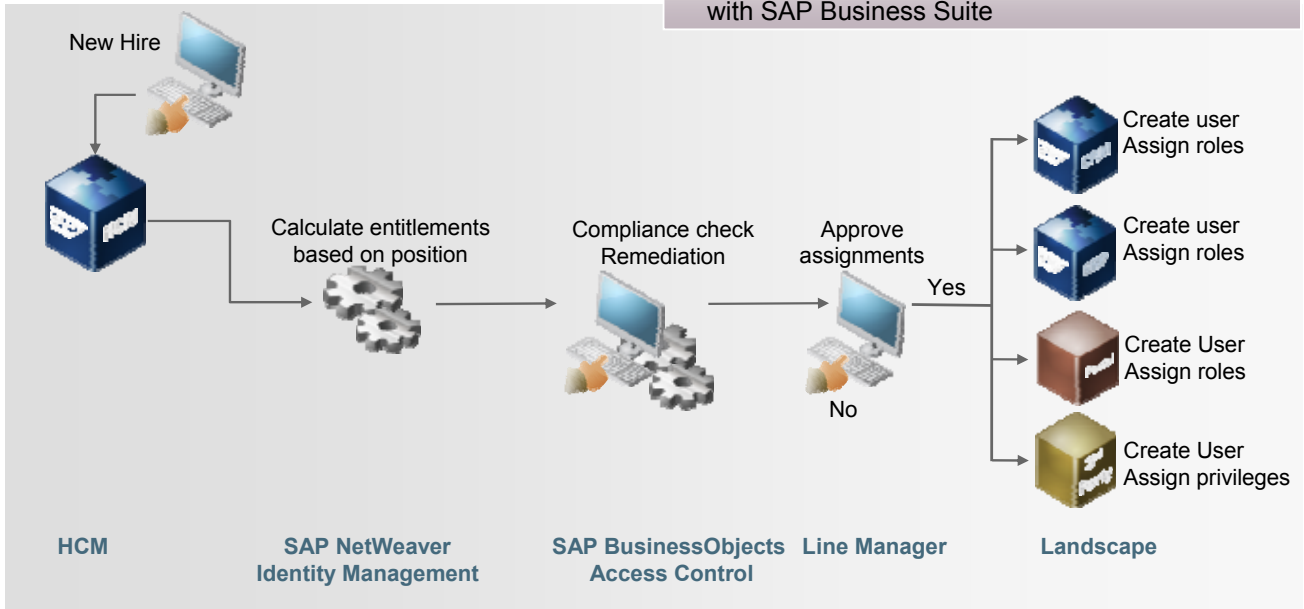 with SAP Business Suite
New Hire
Calculate entitlements
based on position
Compliance check
Remediation
Approve
assignments
Yes
No
Create user
Assign roles
Create user
Assign roles
Create User
Assign roles
Create User
Assign privileges
HCM
SAP NetWeaver
Identity Management
SAP BusinessObjects
Access Control
Line Manager
Landscape